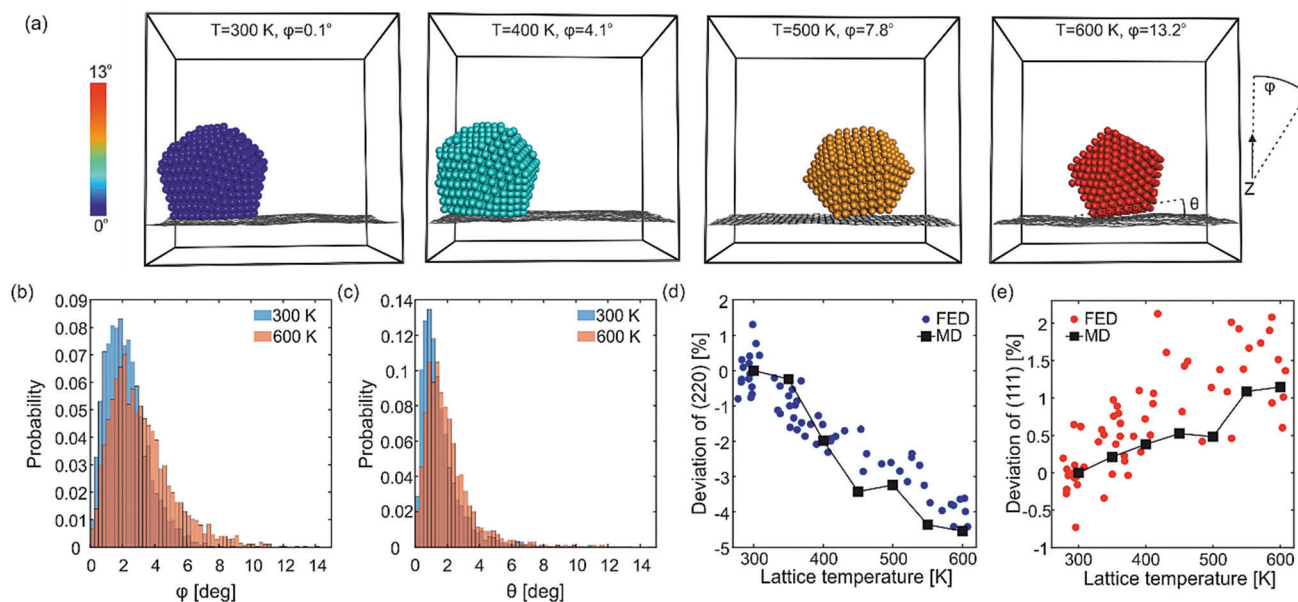 (a)
T=300 K, φ=0.1°
T=400 K, φ=4.1°
T=500 K, φ=7.8°
T=600 K, φ=13.2°
13°
0°
φ
Z
θ
(b)
0.09
0.08
0.07
0.06
0.05
0.04
0.03
0.02
0.01
0
Probability
300 K
600 K
0 2 4 6 8 10 12 14
φ [deg]
(c)
0.14
0.12
0.10
0.08
0.06
0.04
0.02
0
Probability
300 K
600 K
0 2 4 6 8 10 12 14
θ [deg]
(d)
2
1
0
-1
-2
-3
-4
-5
Deviation of (220) [%]
FED
MD
300 400 500 600
Lattice temperature [K]
(e)
2
1.5
1
0.5
0
-0.5
-1
Deviation of (111) [%]
FED
MD
300 400 500 600
Lattice temperature [K]